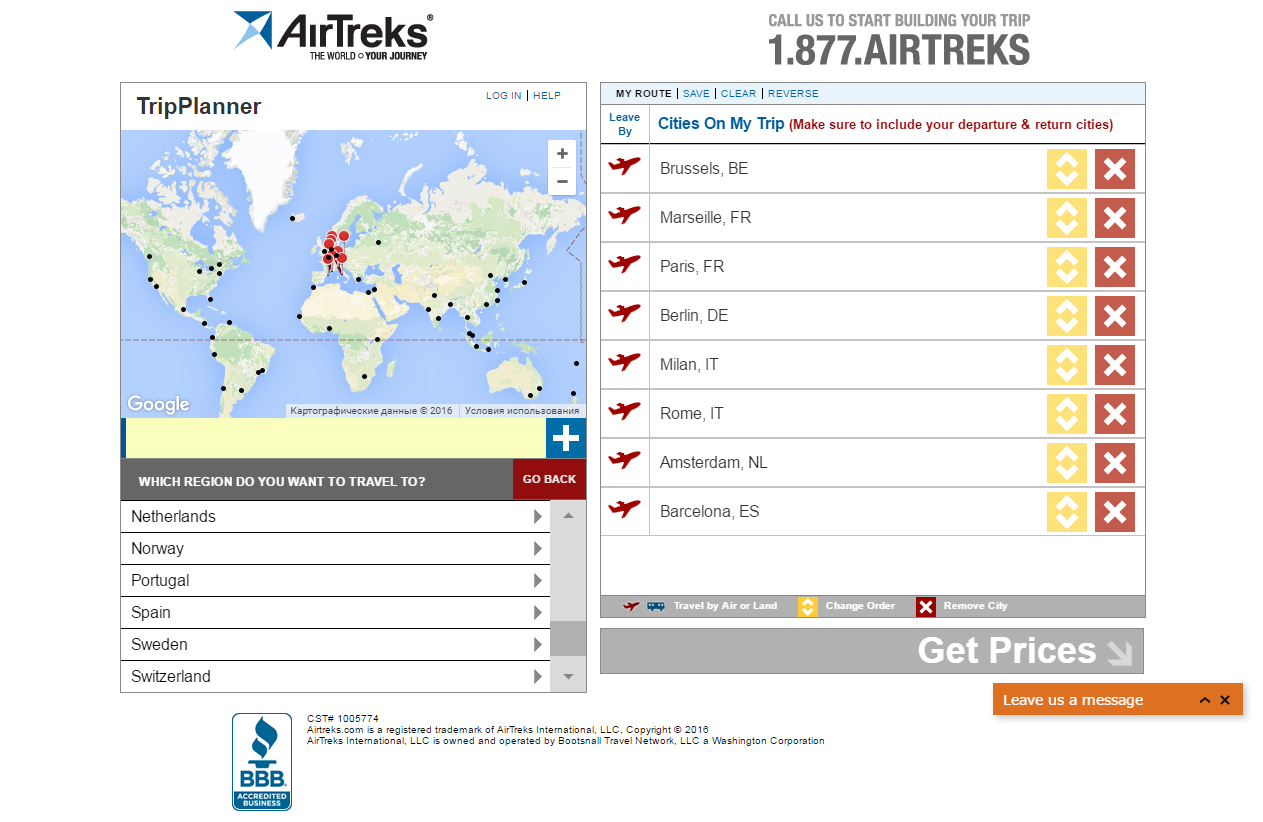 AirTreks®
THE WORLD YOUR JOURNEY
CALL US TO START BUILDING YOUR TRIP
1.877.AIRTREKS
TripPlanner
LOG IN | HELP
Google
Картографические данные © 2016
Условия использования
WHICH REGION DO YOU WANT TO TRAVEL TO?
GO BACK
Netherlands
Norway
Portugal
Spain
Sweden
Switzerland
MY ROUTE | SAVE | CLEAR | REVERSE
Leave
By
Cities On My Trip (Make sure to include your departure & return cities)
Brussels, BE
Marseille, FR
Paris, FR
Berlin, DE
Milan, IT
Rome, IT
Amsterdam, NL
Barcelona, ES
Travel by Air or Land
Change Order
Remove City
Get Prices
Leave us a message
BBB.
ACCREDITED
BUSINESS
CST# 1005774
Airtreks.com is a registered trademark of AirTreks International, LLC, Copyright © 2016
AirTreks International, LLC is owned and operated by Bootsnall Travel Network, LLC a Washington Corporation